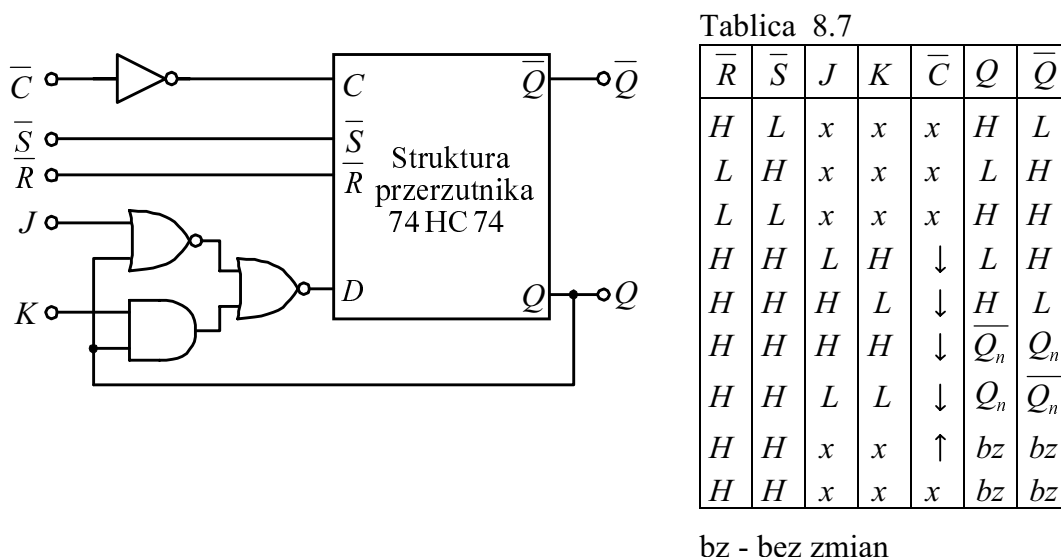 C̅
S̅
R̅
J
K
C
S̅
R̅
D
Struktura
przerzutnika
74 HC 74
Q̅
Q
Q̅
Q
Tablica 8.7
R̅ S̅ J K C̅ Q Q̅
H L x x x H L
L H x x x L H
L L x x x H H
H H L H ↓ L H
H H H L ↓ H L
H H H H ↓ Q̅ₙ Qₙ
H H L L ↓ Qₙ Q̅ₙ
H H x x ↑ bz bz
H H x x x bz bz
bz - bez zmian